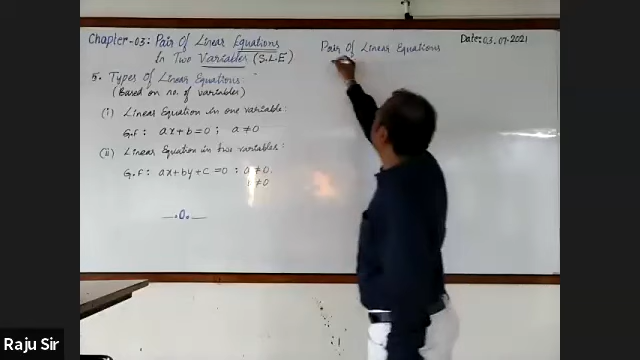 Chapter-03: Pair Of Linear Equations
In Two Variables (S.L.E)
5. Types Of Linear Equations:
(Based on no. of variables)
(i) Linear Equation in one variable:
G.f: ax+b=0; a≠0
(ii) Linear Equation in two variables:
G.f: ax+by+c=0: a≠0.
b≠0
—.0.—
Pair Of Linear Equations
Date: 03.07.2021
Raju Sir